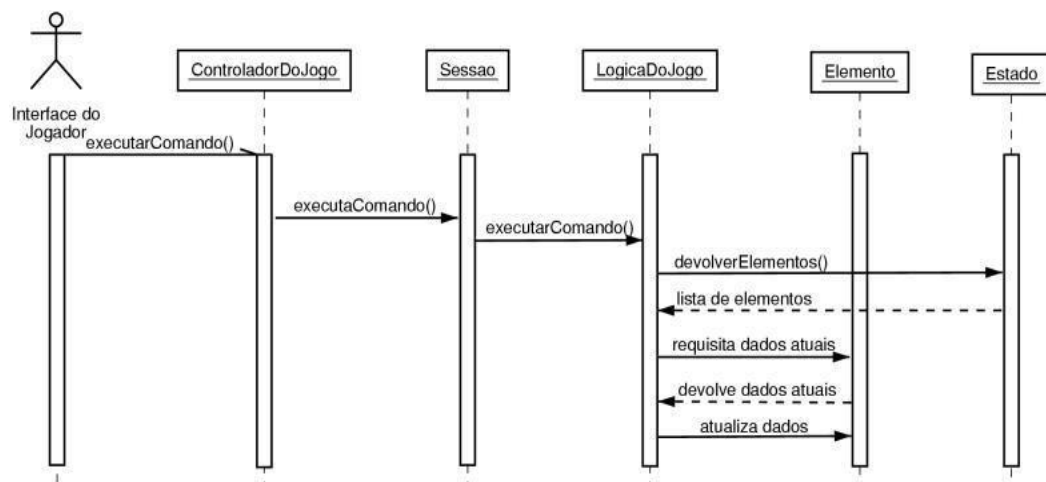 ControladorDoJogo
Sessao
LogicaDoJogo
Elemento
Estado
Interface do
Jogador
executarComando()
executaComando()
executarComando()
devolverElementos()
lista de elementos
requisita dados atuais
devolve dados atuais
atualiza dados